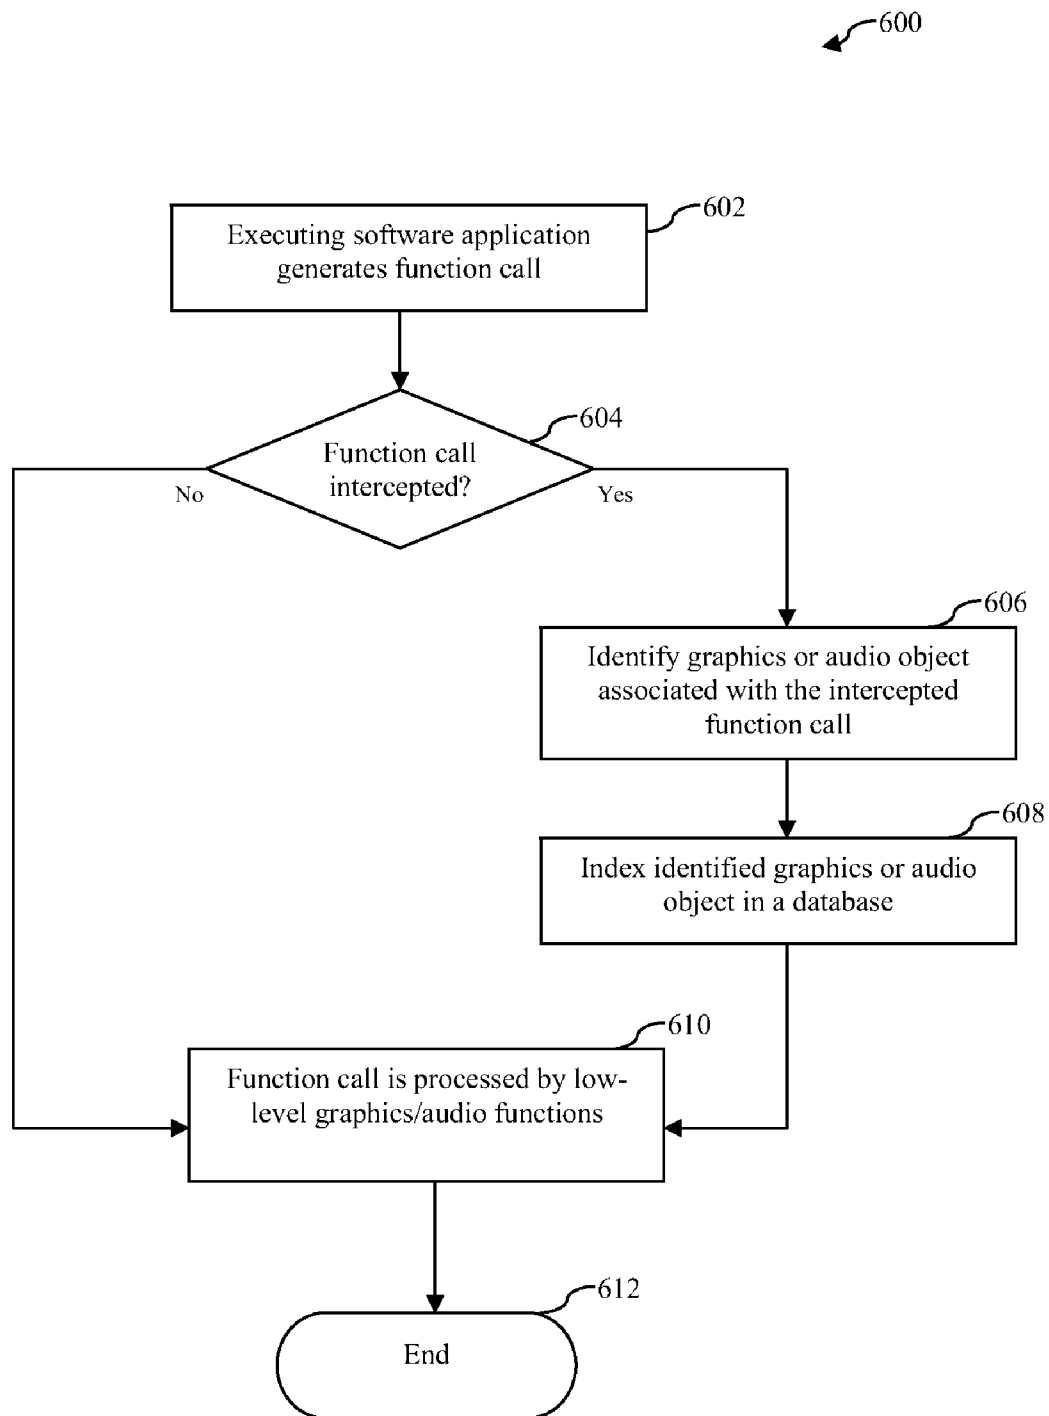 600
602
Executing software application
generates function call
604
Function call
intercepted?
No
Yes
606
Identify graphics or audio object
associated with the intercepted
function call
608
Index identified graphics or audio
object in a database
610
Function call is processed by low-
level graphics/audio functions
612
End